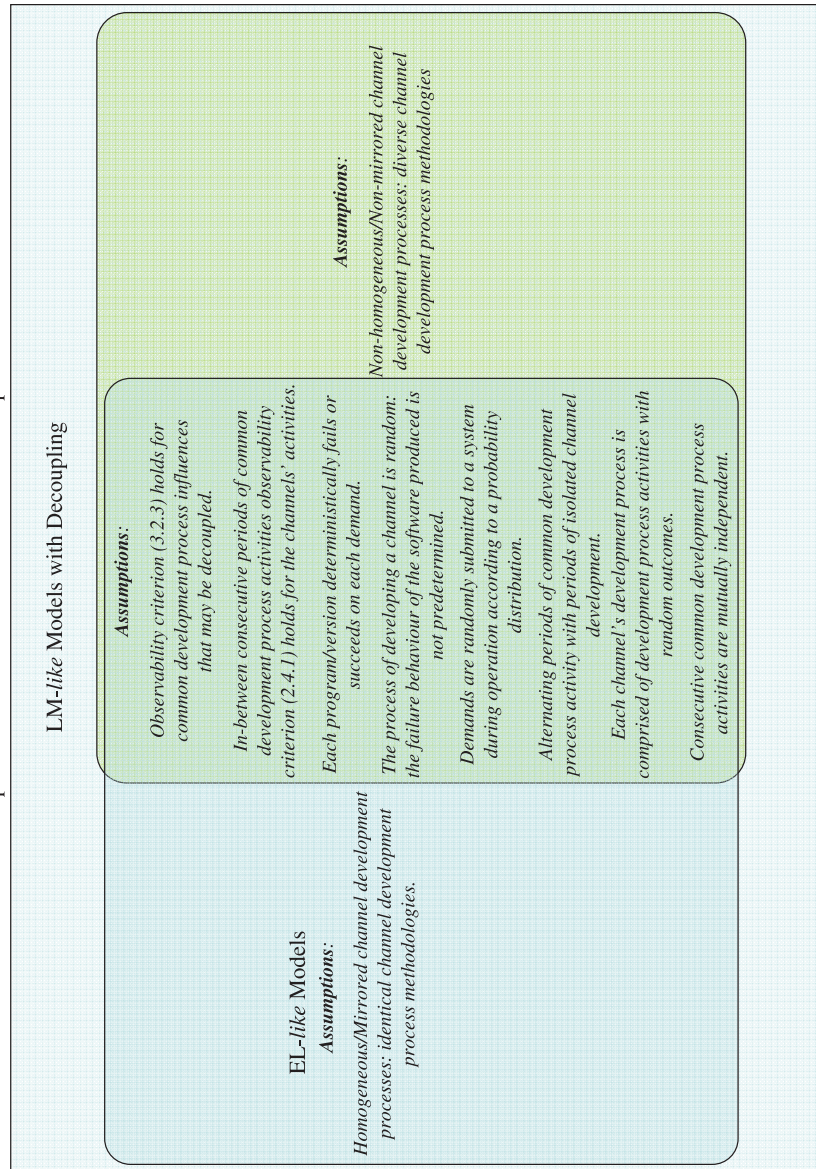 LM-like Models with Decoupling
EL-like Models
Assumptions:
Homogeneous/Mirrored channel development
processes: identical channel development
process methodologies.
Assumptions:
Observability criterion (3.2.3) holds for
common development process influences
that may be decoupled.
In-between consecutive periods of common
development process activities observability
criterion (2.4.1) holds for the channels' activities.
Each program/version deterministically fails or
succeeds on each demand.
The process of developing a channel is random:
the failure behaviour of the software produced is
not predetermined.
Demands are randomly submitted to a system
during operation according to a probability
distribution.
Alternating periods of common development
process activity with periods of isolated channel
development.
Each channel's development process is
comprised of development process activities with
random outcomes.
Consecutive common development process
activities are mutually independent.
Assumptions:
Non-homogeneous/Non-mirrored channel
development processes: diverse channel
development process methodologies